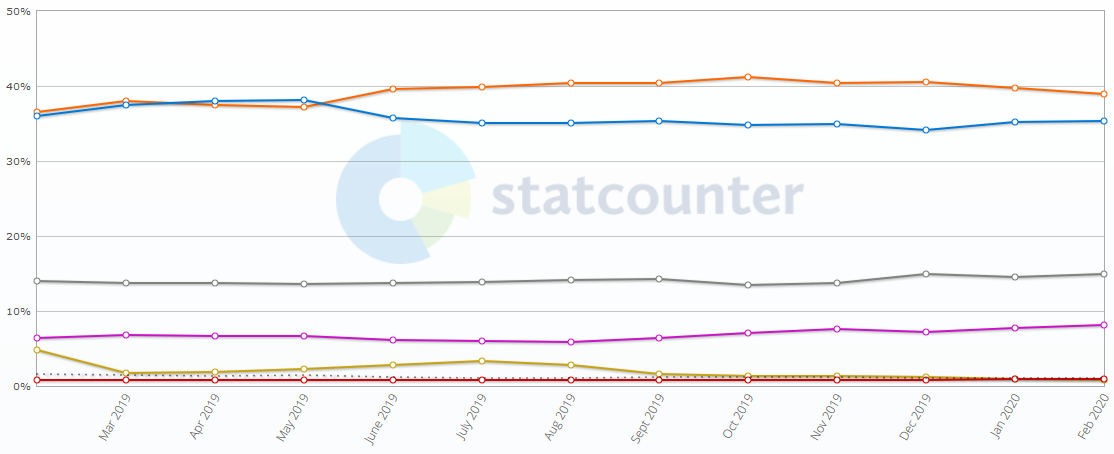 50%
40%
30%
20%
10%
0%
statcounter
Mar 2019
Apr 2019
May 2019
June 2019
July 2019
Aug 2019
Sept 2019
Oct 2019
Nov 2019
Dec 2019
Jan 2020
Feb 2020